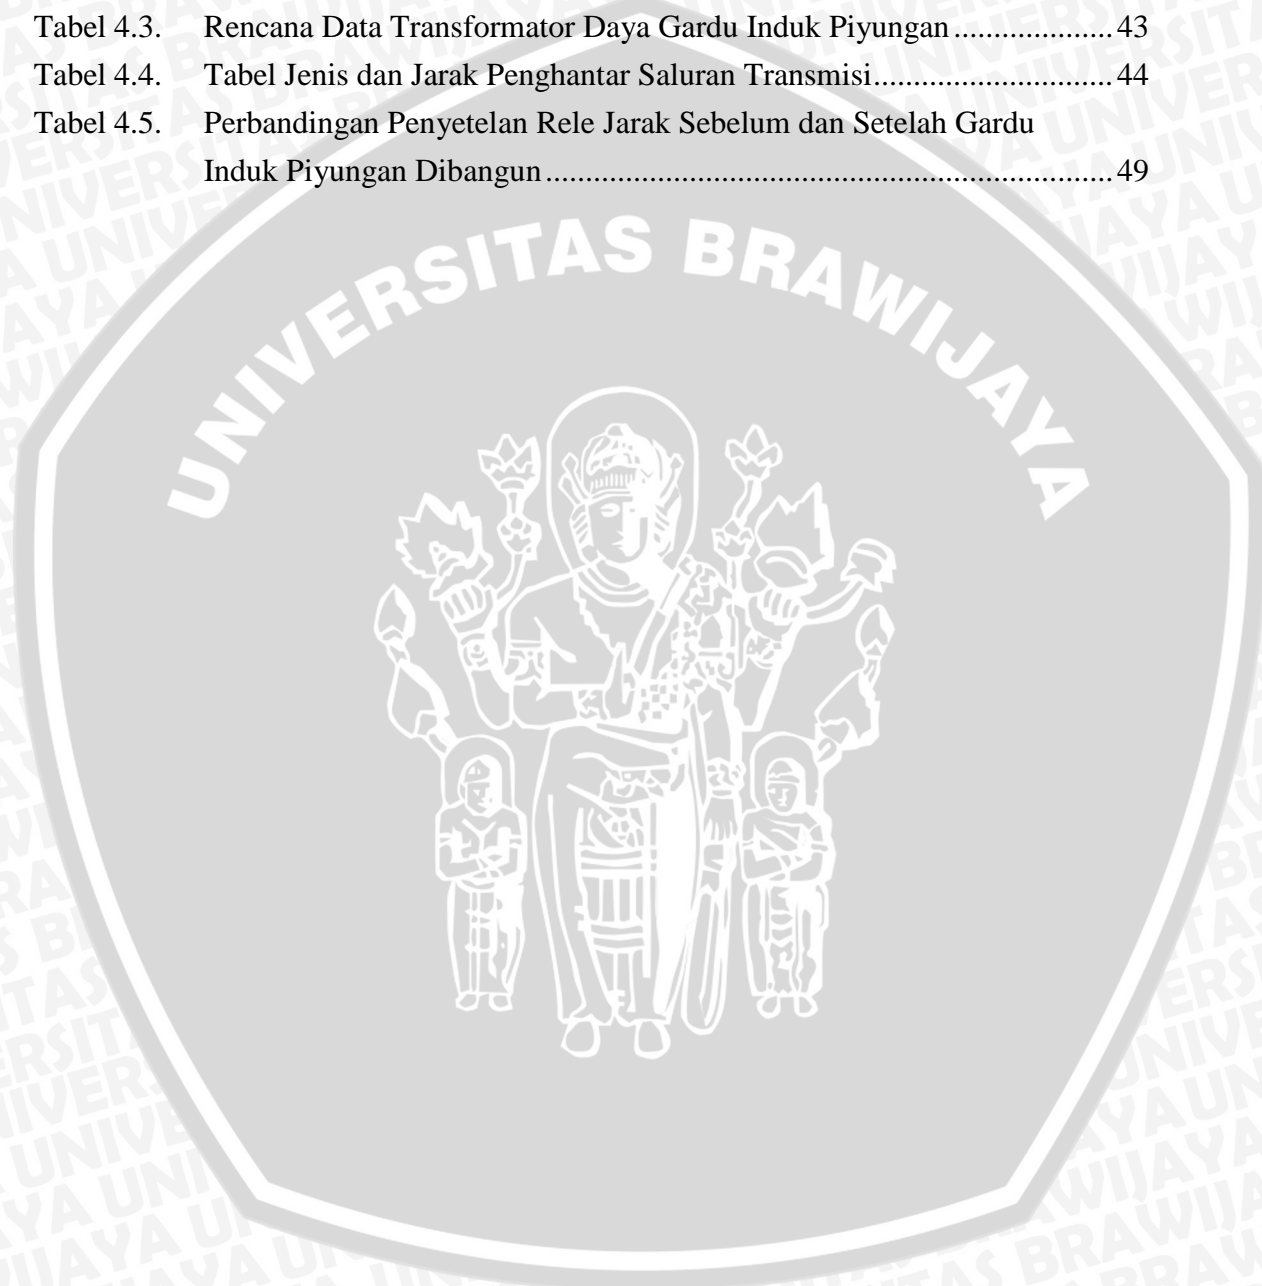 Tabel 4.3. Rencana Data Transformator Daya Gardu Induk Piyungan .................... 43
Tabel 4.4. Tabel Jenis dan Jarak Penghantar Saluran Transmisi.............................. 44
Tabel 4.5. Perbandingan Penyetelan Rele Jarak Sebelum dan Setelah Gardu
Induk Piyungan Dibangun....................................................................... 49
UNIVERSITAS BRAWIJAYA